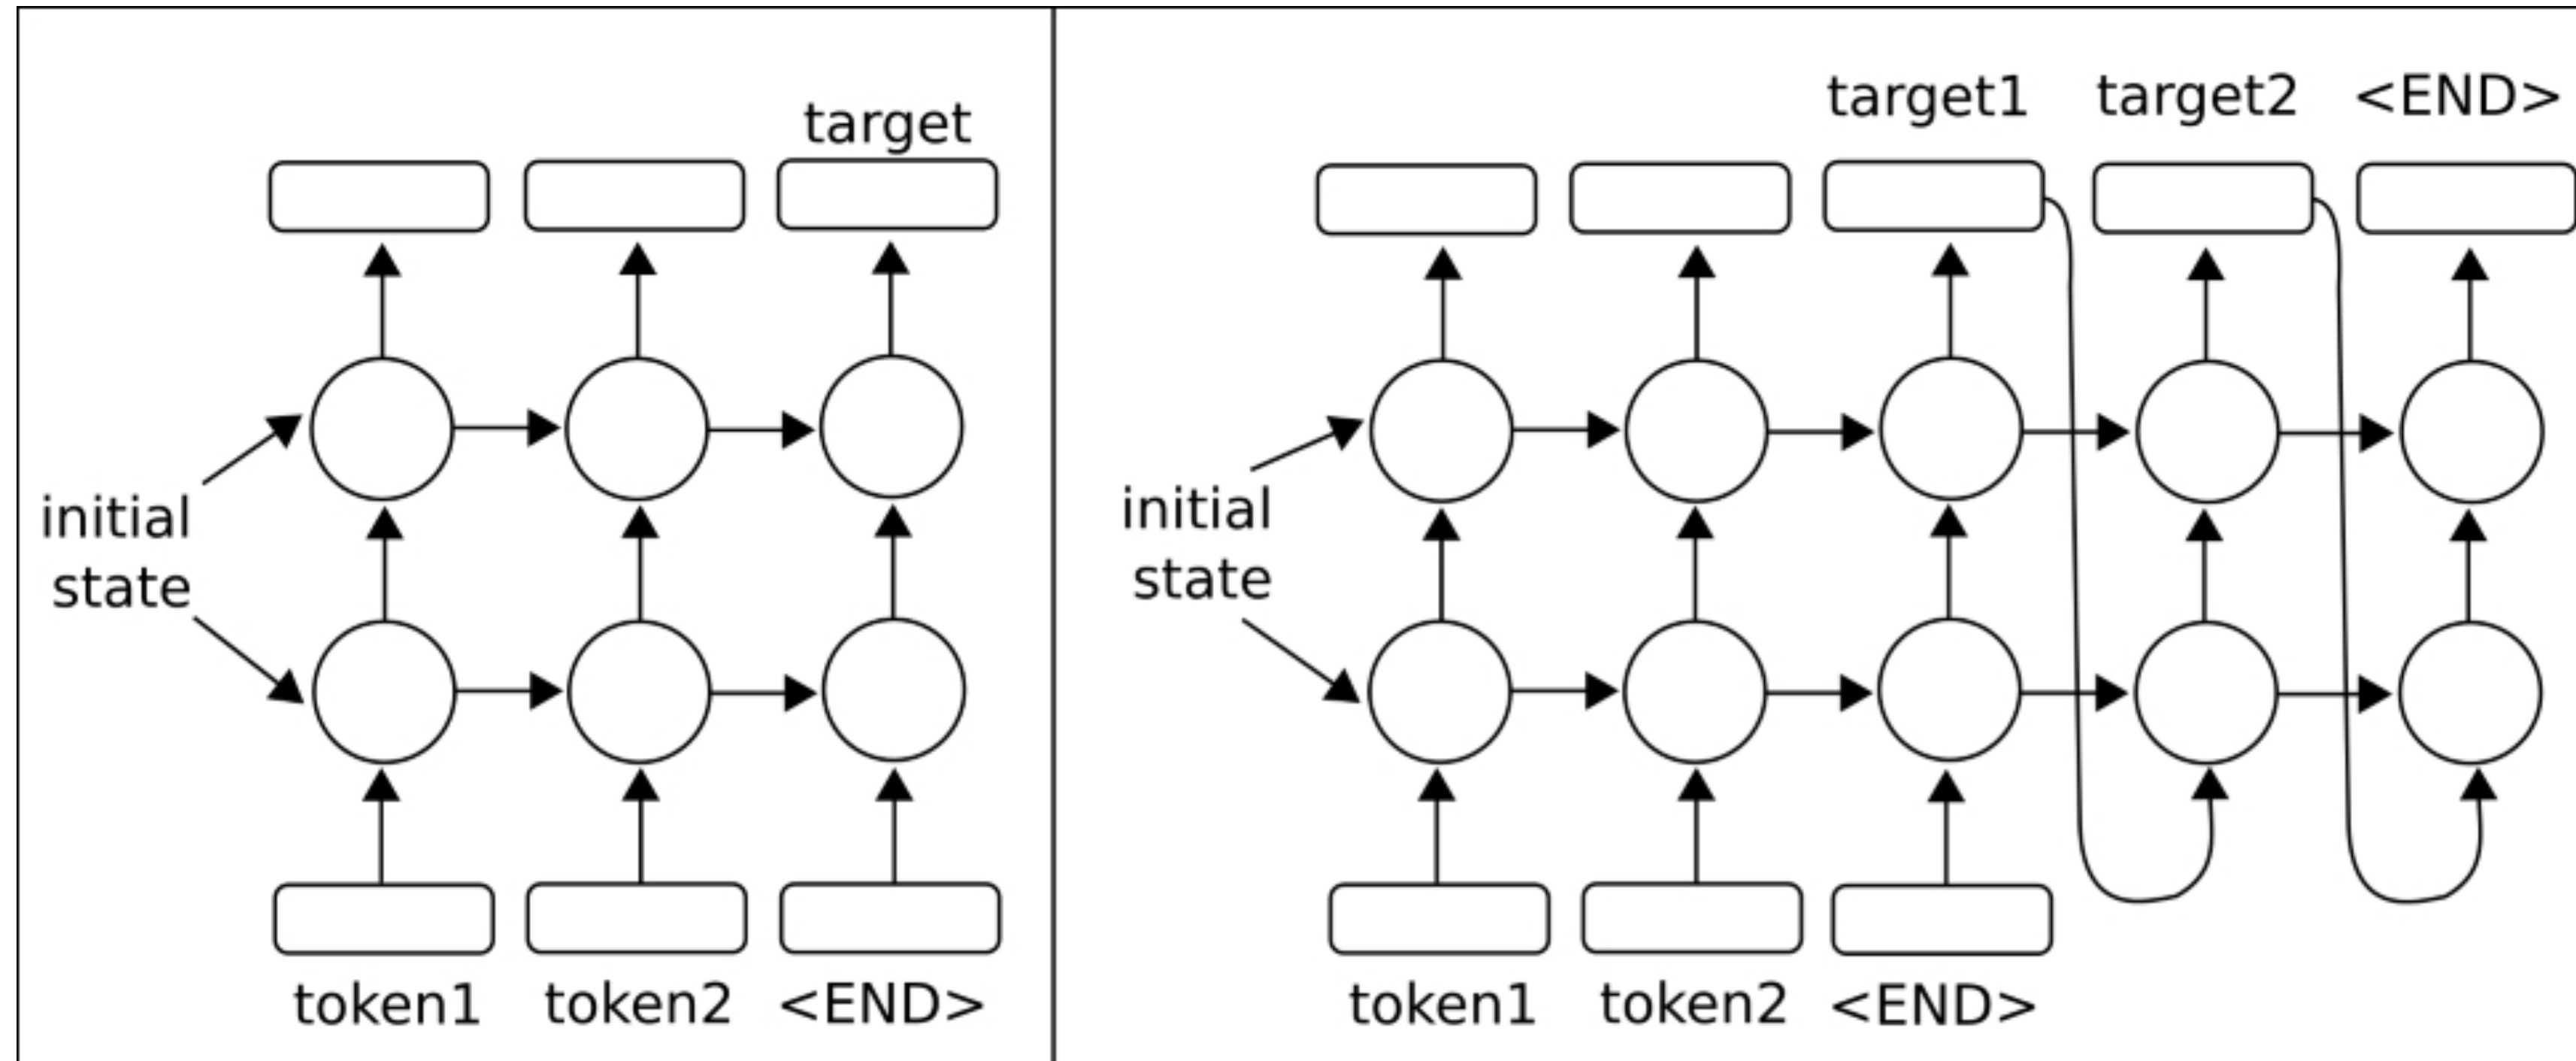 target
initial
state
token1 token2 <END>
target1 target2 <END>
initial
state
token1 token2 <END>